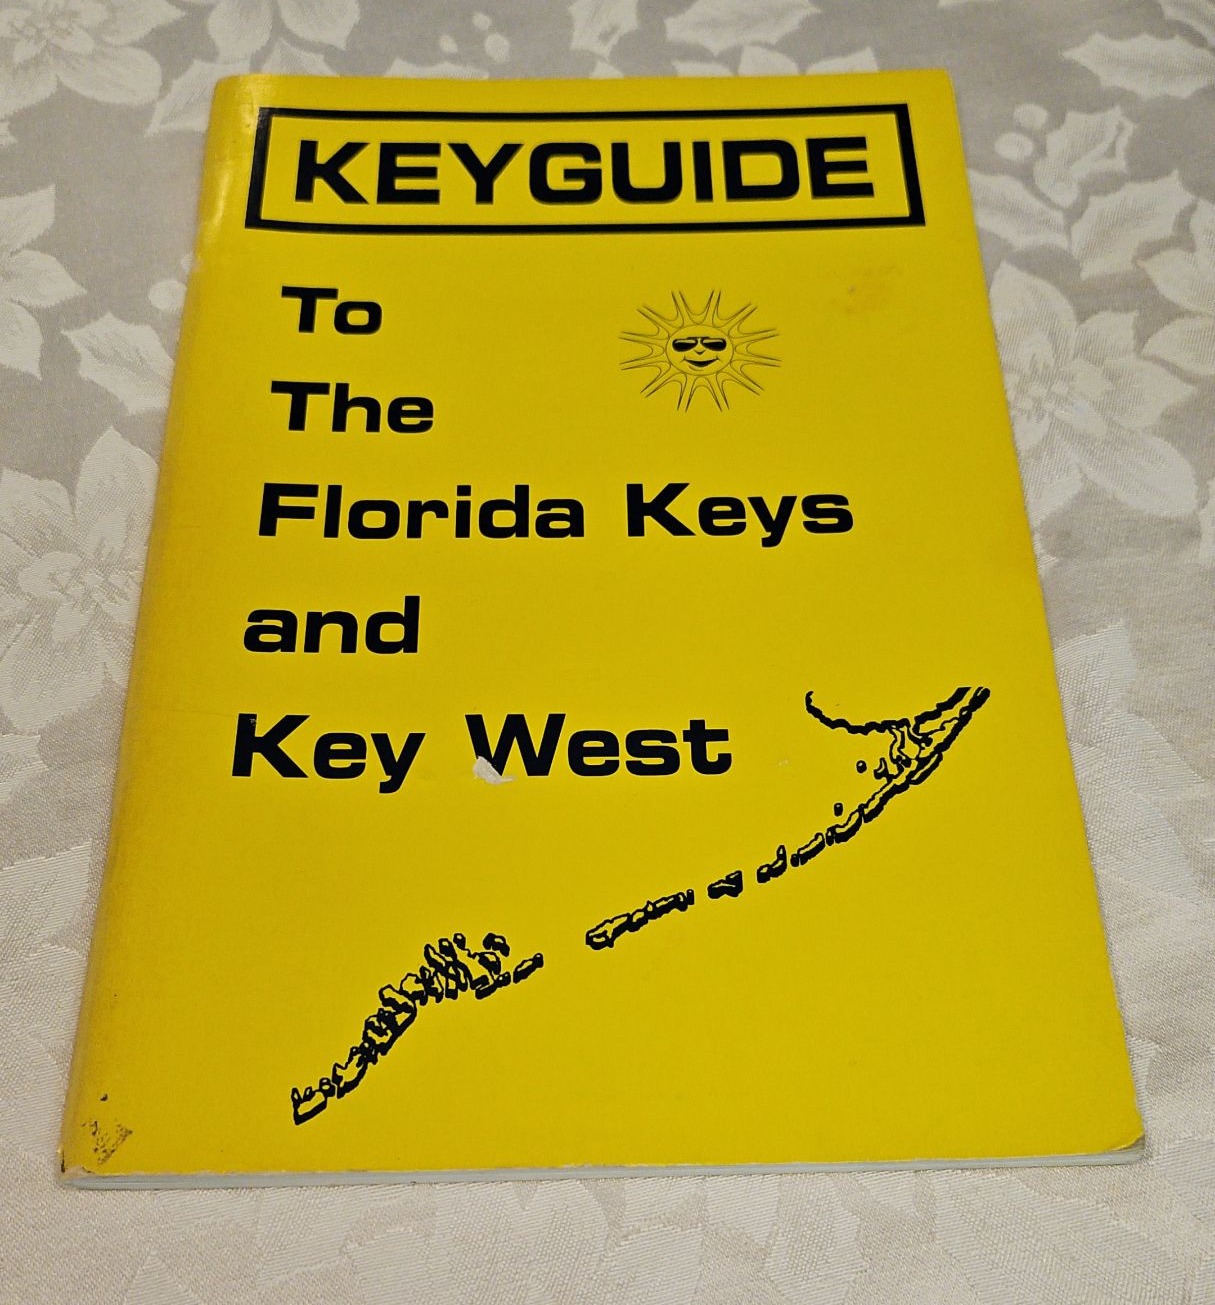 KEYGUIDE
To
The
Florida Keys
and
Key West